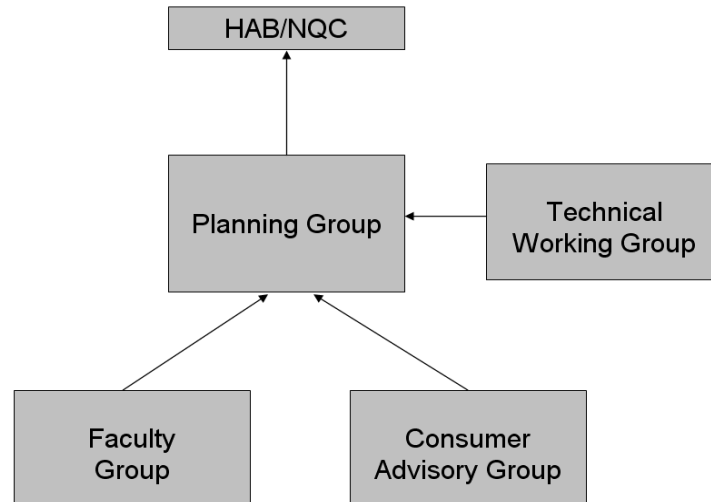 HAB/NQC
Planning Group
Technical
Working Group
Faculty
Group
Consumer
Advisory Group